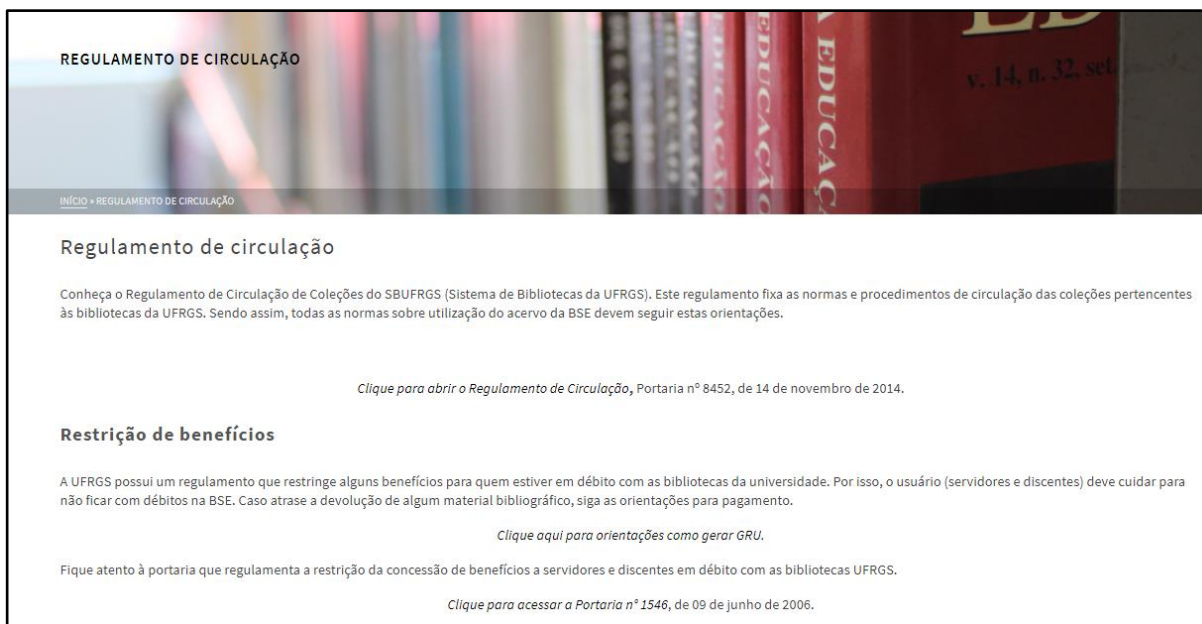 REGULAMENTO DE CIRCULAÇÃO
EDUCAÇÃO
EDUCAÇÃO
EDUCAÇÃO
A EDUCAÇ
v. 14, n. 32, set
INÍCIO » REGULAMENTO DE CIRCULAÇÃO
Regulamento de circulação
Conheça o Regulamento de Circulação de Coleções do SBUFRGS (Sistema de Bibliotecas da UFRGS). Este regulamento fixa as normas e procedimentos de circulação das coleções pertencentes
às bibliotecas da UFRGS. Sendo assim, todas as normas sobre utilização do acervo da BSE devem seguir estas orientações.
Clique para abrir o Regulamento de Circulação, Portaria nº 8452, de 14 de novembro de 2014.
Restrição de benefícios
A UFRGS possui um regulamento que restringe alguns benefícios para quem estiver em débito com as bibliotecas da universidade. Por isso, o usuário (servidores e discentes) deve cuidar para
não ficar com débitos na BSE. Caso atrase a devolução de algum material bibliográfico, siga as orientações para pagamento.
Clique aqui para orientações como gerar GRU.
Fique atento à portaria que regulamenta a restrição da concessão de benefícios a servidores e discentes em débito com as bibliotecas UFRGS.
Clique para acessar a Portaria n° 1546, de 09 de junho de 2006.